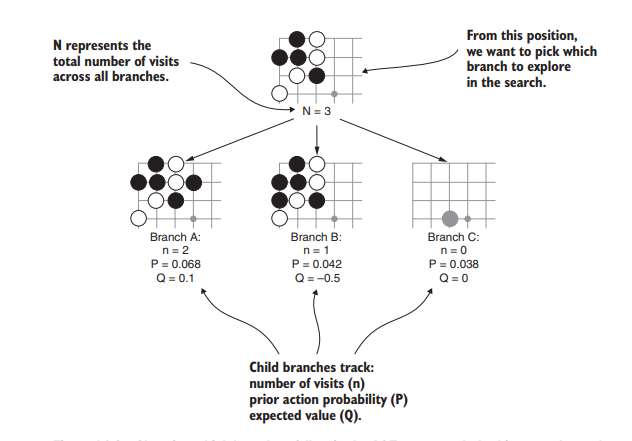 N represents the
total number of visits
across all branches.
From this position,
we want to pick which
branch to explore
in the search.
N = 3
Branch A:
n = 2
P = 0.068
Q = 0.1
Branch B:
n = 1
P = 0.042
Q = –0.5
Branch C:
n = 0
P = 0.038
Q = 0
Child branches track:
number of visits (n)
prior action probability (P)
expected value (Q).